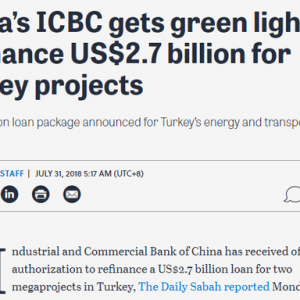 a's ICBC gets green ligh
nance US$2.7 billion for
ey projects
on loan package announced for Turkey's energy and transpo
STAFF | JULY 31, 2018 5:17 AM (UTC+8)
in
ndustrial and Commercial Bank of China has received of
authorization to refinance a US$2.7 billion loan for two
megaprojects in Turkey, The Daily Sabah reported Mond